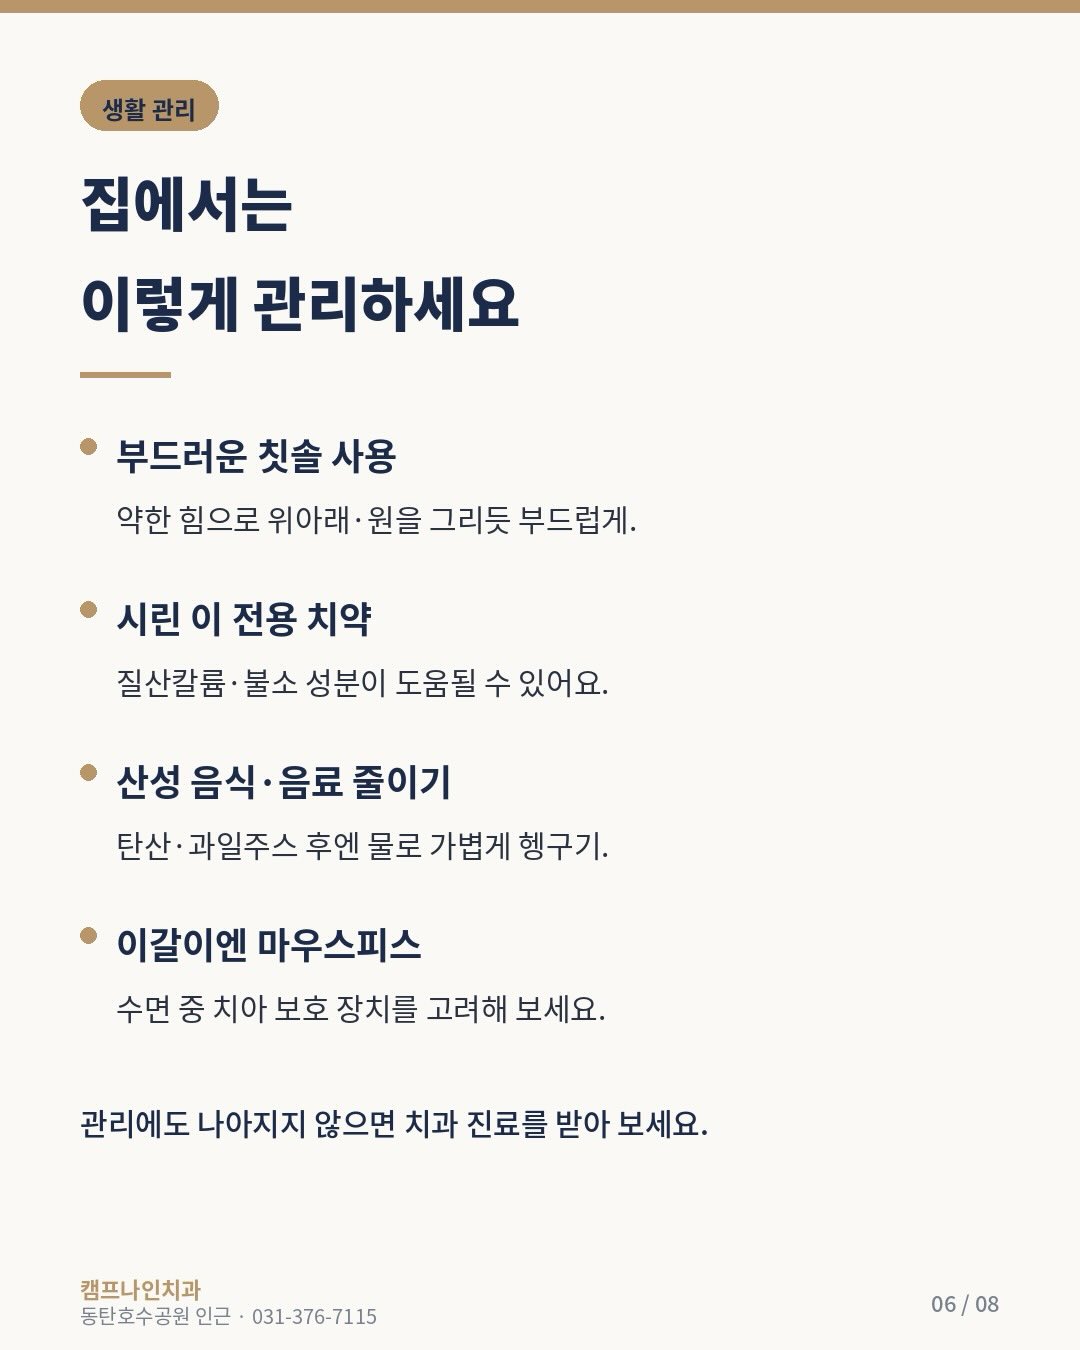 생활 관리
집에서는
이렇게 관리하세요
부드러운 칫솔 사용
약한 힘으로 위아래·원을 그리듯 부드럽게.
시린 이 전용 치약
질산칼륨·불소 성분이 도움될 수 있어요.
산성 음식·음료 줄이기
탄산·과일주스 후엔 물로 가볍게 헹구기.
이갈이엔 마우스피스
수면 중 치아 보호 장치를 고려해 보세요.
관리에도 나아지지 않으면 치과 진료를 받아 보세요.
캠프나인치과
동탄호수공원 인근 · 031-376-7115
06 / 08